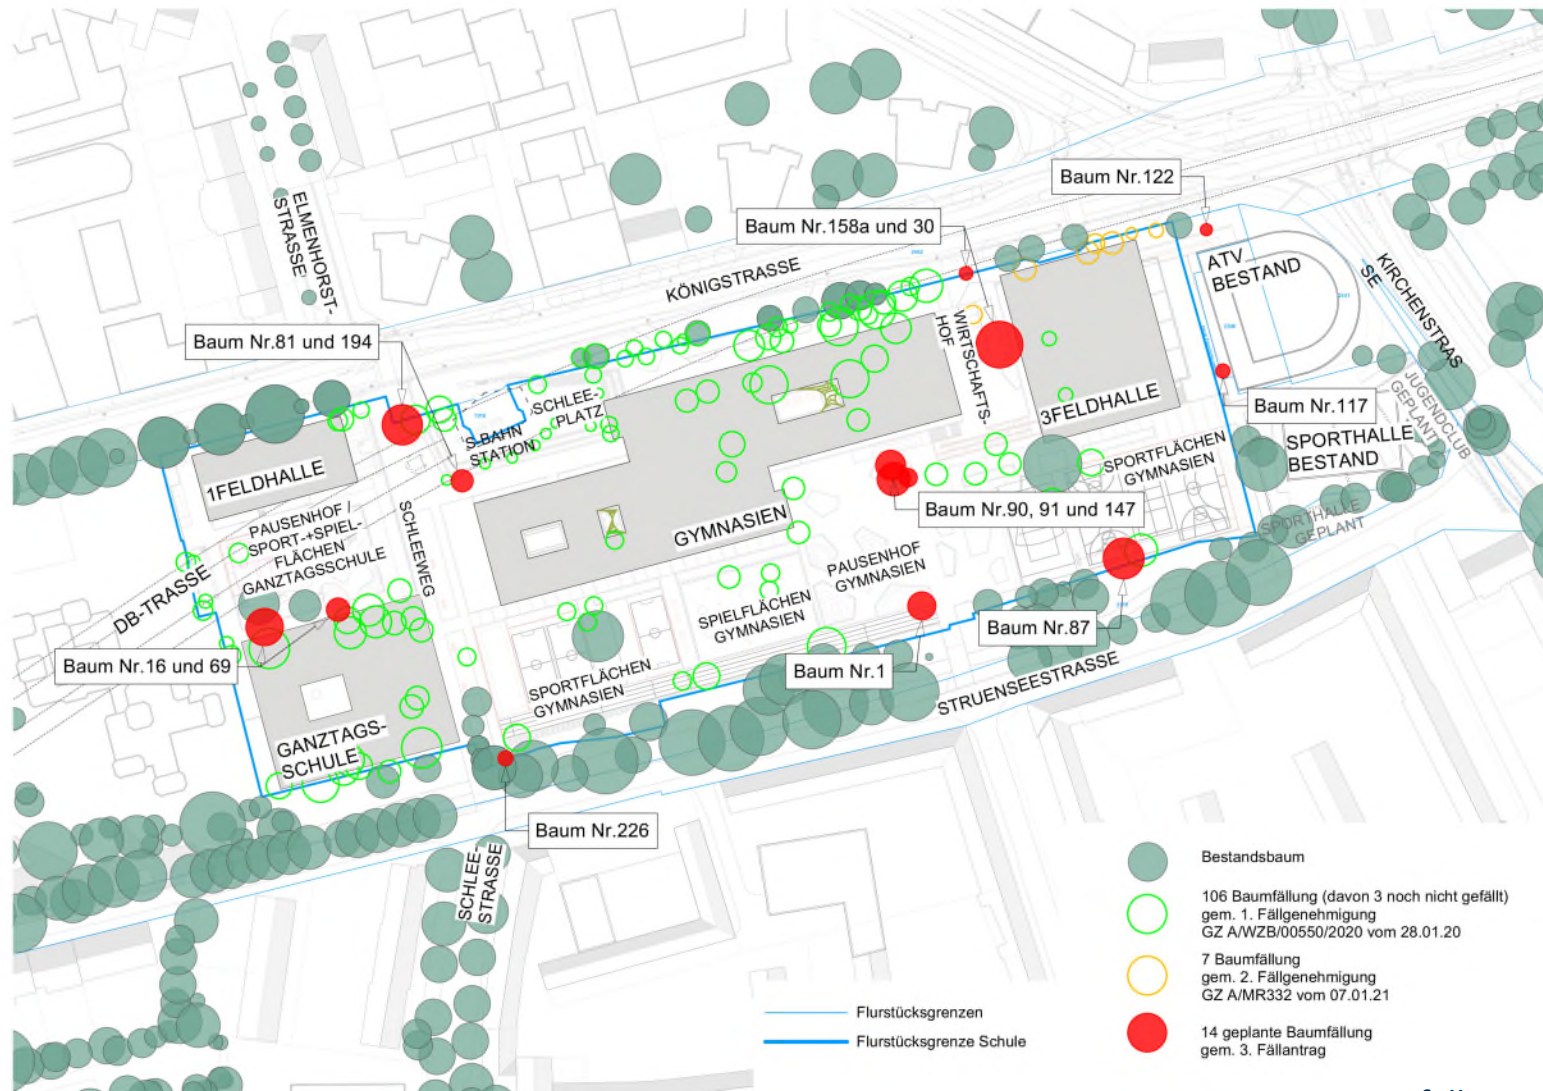 Baum Nr.122
Baum Nr.158a und 30
ELMENHORST-
STRASSE
KÖNIGSTRASSE
ATV
BESTAND
KIRCHENSTRAS
SE
Baum Nr.81 und 194
WIRTSCHAFTS-
HOF
SCHLEE-
PLATZ
S-BAHN
STATION
3FELDHALLE
Baum Nr.117
JUGENDCLUB
GEPLANT
SPORTHALLE
BESTAND
1FELDHALLE
SPORTFLÄCHEN
GYMNASIEN
PAUSENHOF /
SPORT-+SPIEL-
FLÄCHEN
GANZTAGSSCHULE
SCHLEEWEG
GYMNASIEN
Baum Nr.90, 91 und 147
SPORTHALLE
GEPLANT
DB-TRASSE
PAUSENHOF
GYMNASIEN
SPIELFLÄCHEN
GYMNASIEN
Baum Nr.87
Baum Nr.16 und 69
Baum Nr.1
SPORTFLÄCHEN
GYMNASIEN
STRUENSEESTRASSE
GANZTAGS-
SCHULE
Baum Nr.226
SCHLEE-
STRASSE
Bestandsbaum
106 Baumfällung (davon 3 noch nicht gefällt)
gem. 1. Fällgenehmigung
GZ A/WZB/00550/2020 vom 28.01.20
7 Baumfällung
gem. 2. Fällgenehmigung
GZ A/MR332 vom 07.01.21
14 geplante Baumfällung
gem. 3. Fällantrag
Flurstücksgrenzen
Flurstücksgrenze Schule